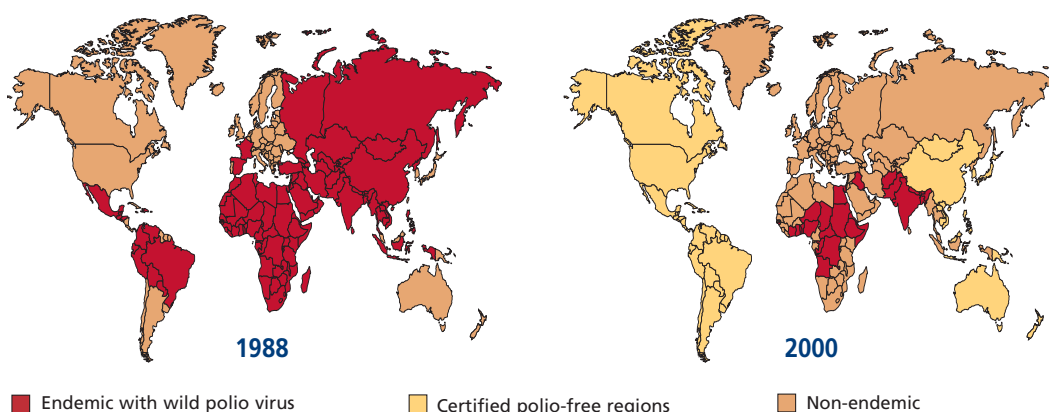 1988
2000
Endemic with wild polio virus
Certified polio-free regions
Non-endemic